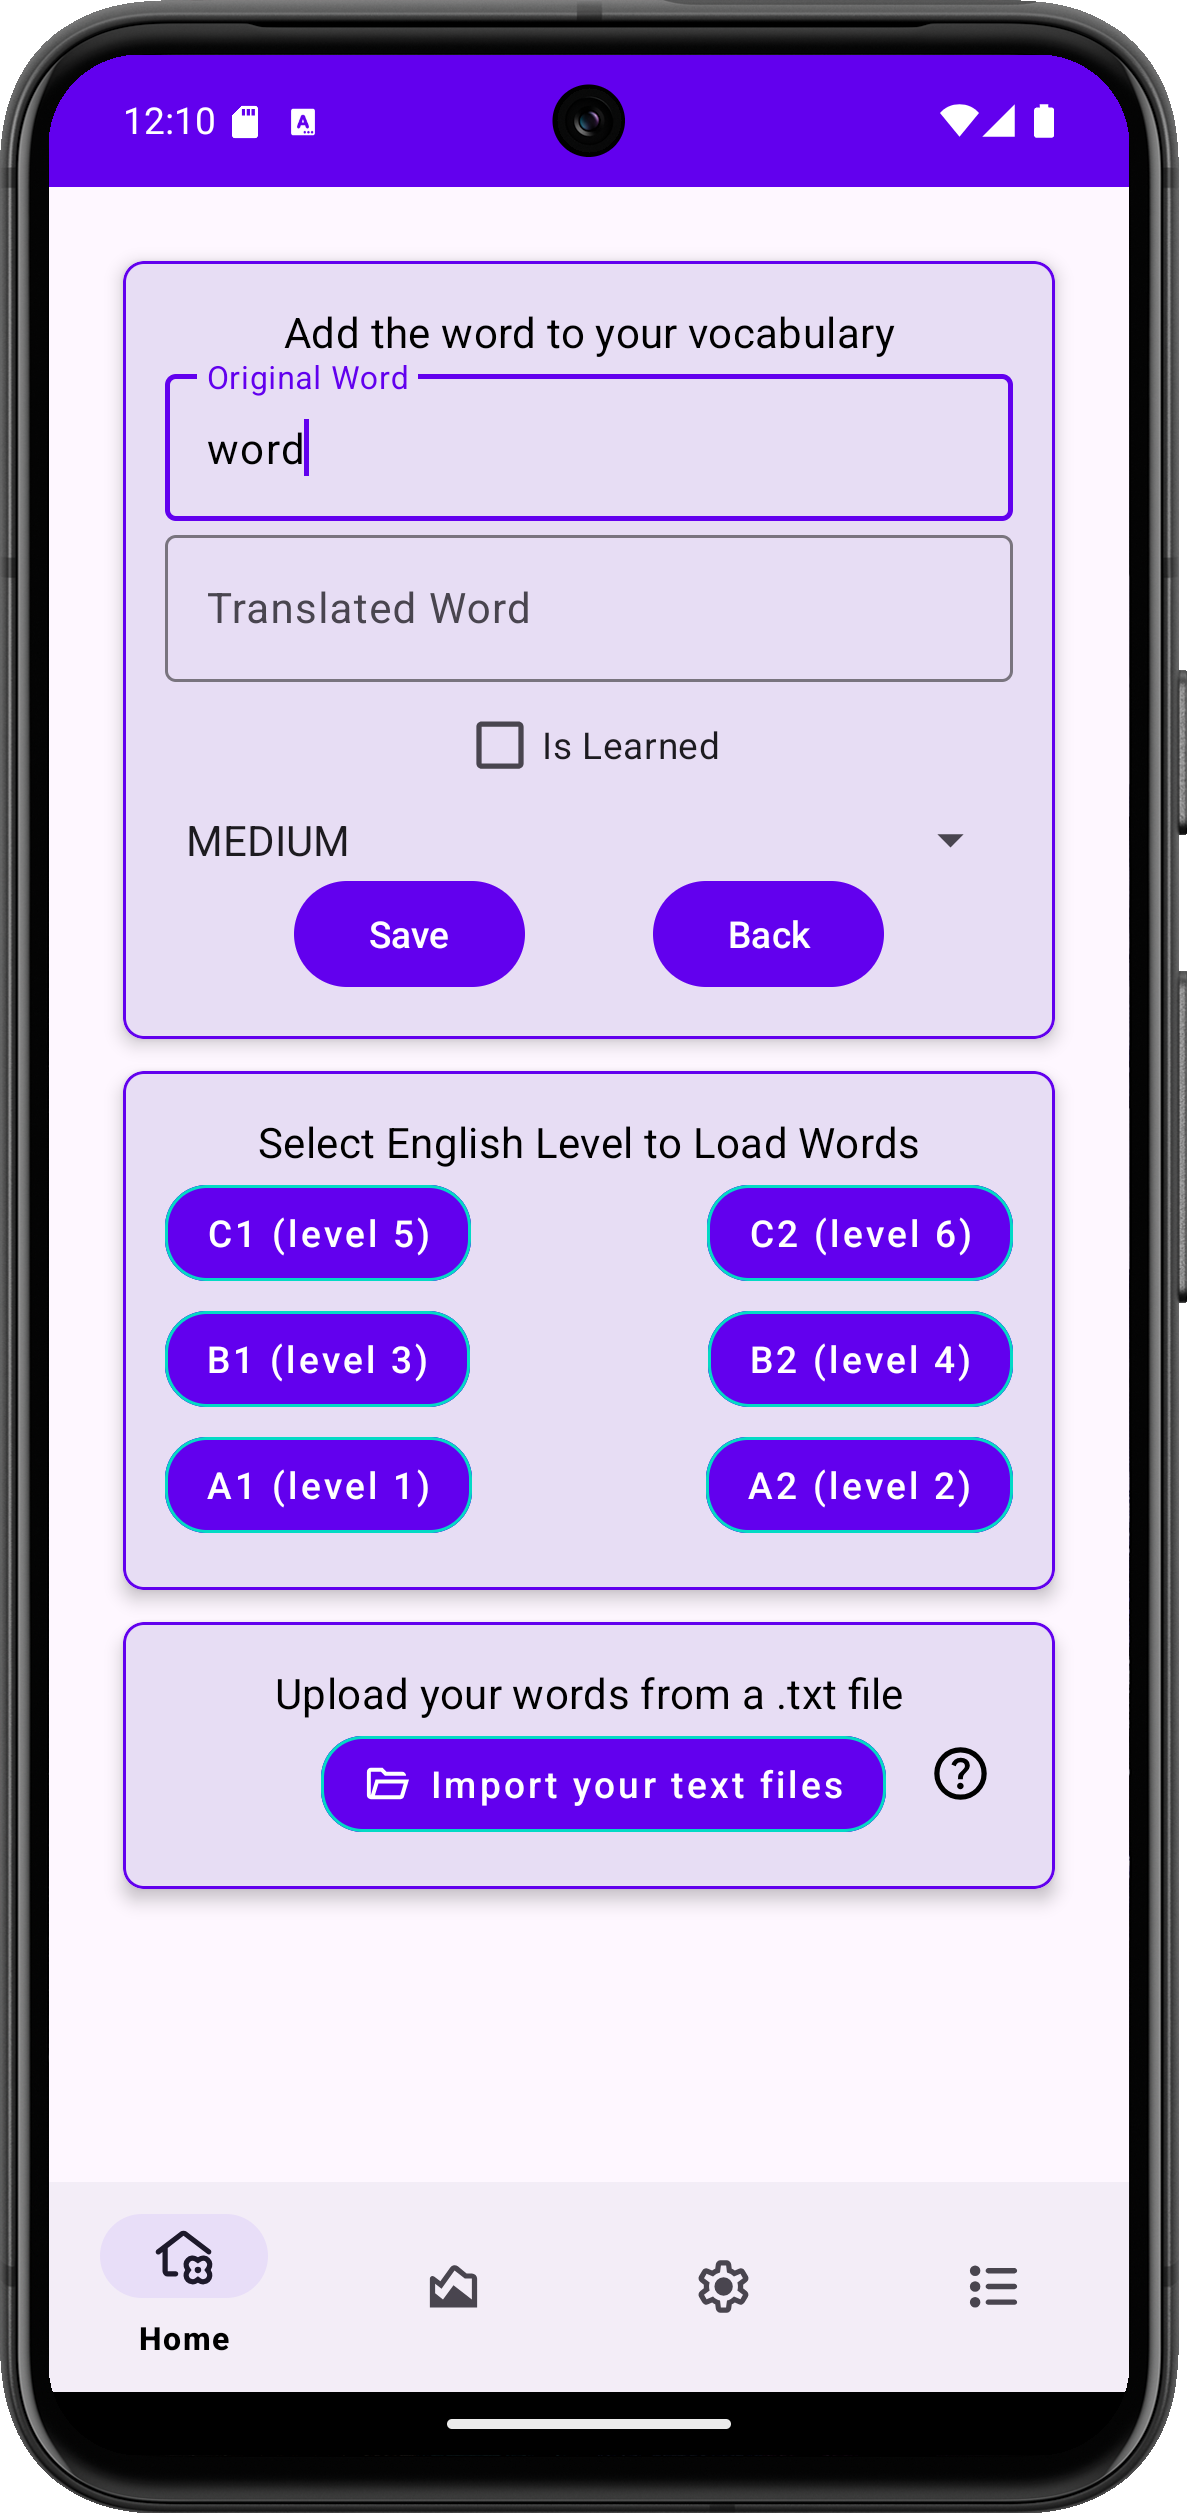 12:10
Add the word to your vocabulary
Original Word
word
Translated Word
Is Learned
MEDIUM
Save Back
Select English Level to Load Words
C1 (level 5) C2 (level 6)
B1 (level 3) B2 (level 4)
A1 (level 1) A2 (level 2)
Upload your words from a .txt file
Import your text files
Home